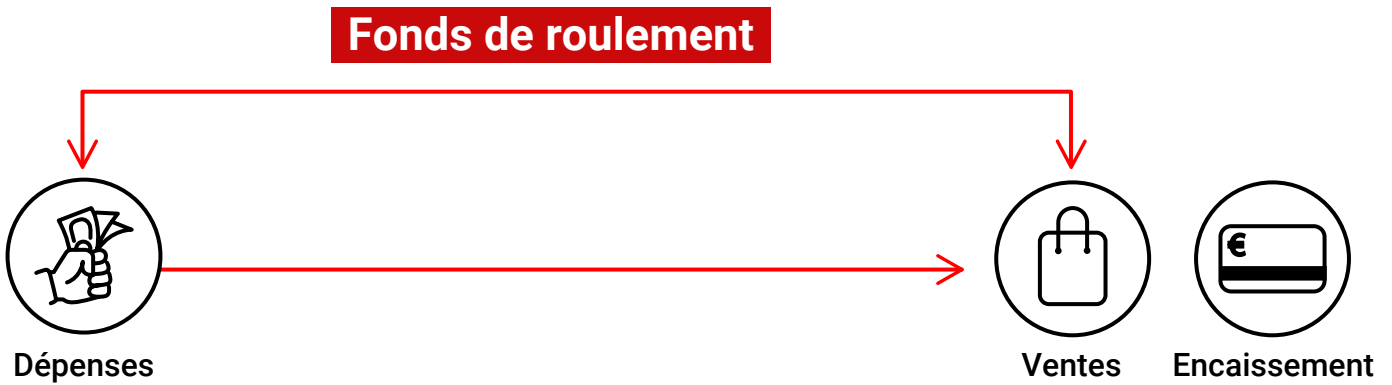 Fonds de roulement
€
Dépenses
Ventes
Encaissement